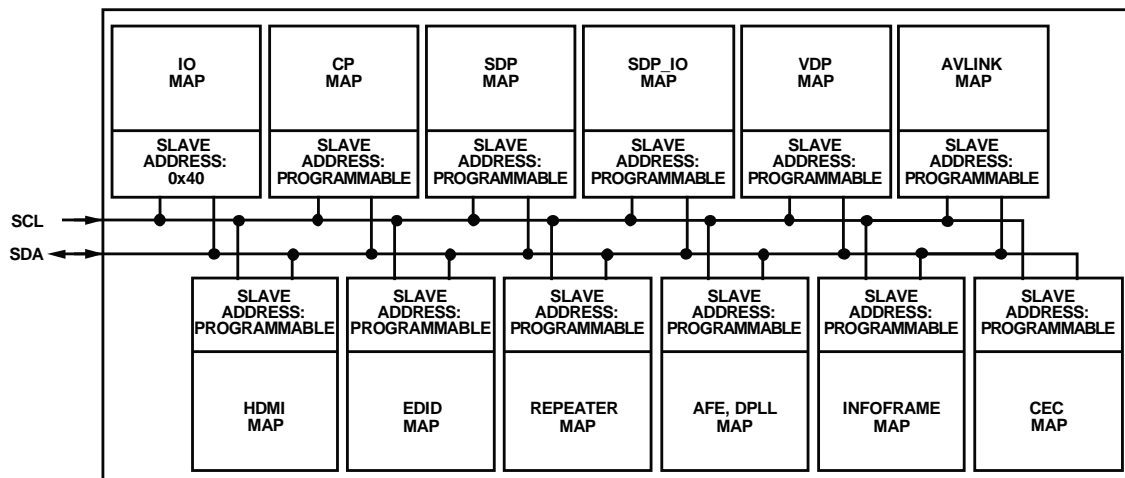 IO
MAP
CP
MAP
SDP
MAP
SDP_IO
MAP
VDP
MAP
AVLINK
MAP
SLAVE
ADDRESS:
0x40
SLAVE
ADDRESS:
PROGRAMMABLE
SLAVE
ADDRESS:
PROGRAMMABLE
SLAVE
ADDRESS:
PROGRAMMABLE
SLAVE
ADDRESS:
PROGRAMMABLE
SLAVE
ADDRESS:
PROGRAMMABLE
SCL
SDA
SLAVE
ADDRESS:
PROGRAMMABLE
SLAVE
ADDRESS:
PROGRAMMABLE
SLAVE
ADDRESS:
PROGRAMMABLE
SLAVE
ADDRESS:
PROGRAMMABLE
SLAVE
ADDRESS:
PROGRAMMABLE
SLAVE
ADDRESS:
PROGRAMMABLE
HDMI
MAP
EDID
MAP
REPEATER
MAP
AFE, DPLL
MAP
INFOFRAME
MAP
CEC
MAP